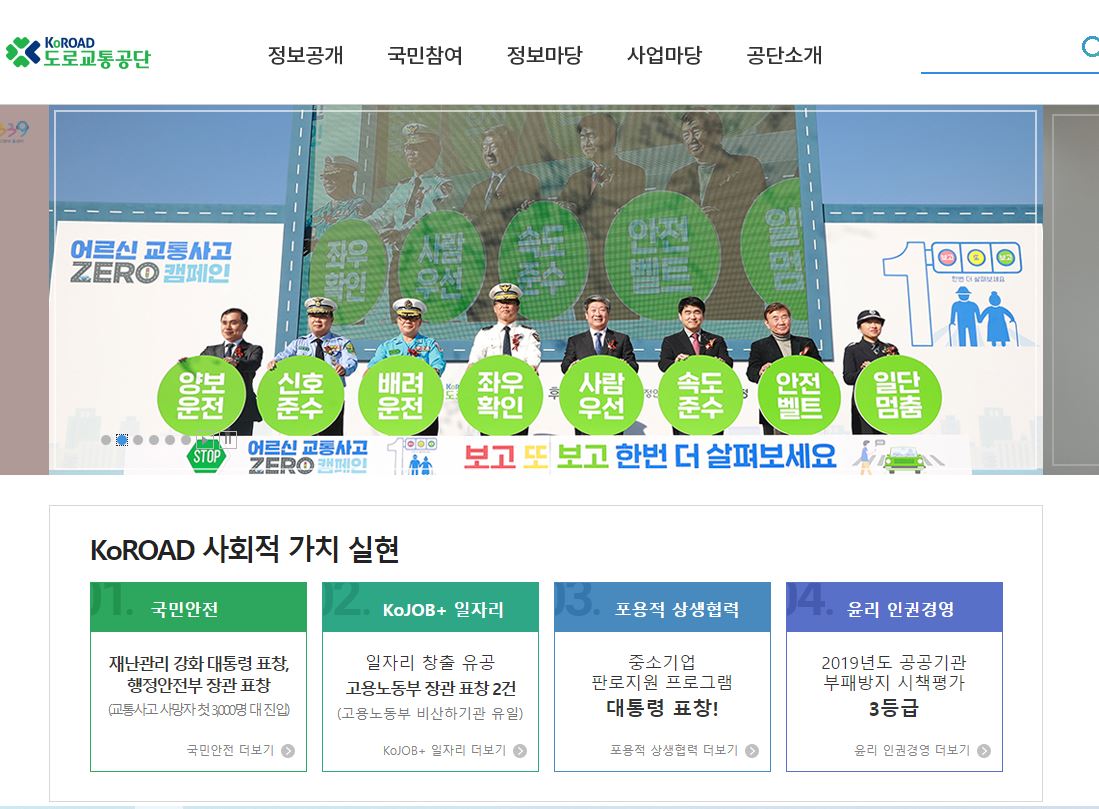 KoROAD
도로교통공단
정보공개 국민참여 정보마당 사업마당 공단소개
좌우
확인
사람
우선
속도
준수
안전
벨트
일단
어르신 교통사고
ZERO 캠페인
보고 또 보고
한번 더 살펴보세요
양보
운전
신호
준수
배려
운전
좌우
확인
사람
우선
속도
준수
안전
벨트
일단
멈춤
STOP
어르신 교통사고
ZERO 캠페인
보고 또 보고 한번 더 살펴보세요
KoROAD 사회적 가치 실현
01. 국민안전
재난관리 강화 대통령 표창,
행정안전부 장관 표창
(교통사고 사망자 첫 3,000명 대 진입)
국민안전 더보기
02. KoJOB+ 일자리
일자리 창출 유공
고용노동부 장관 표창 2건
(고용노동부 비산하기관 유일)
KoJOB+ 일자리 더보기
03. 포용적 상생협력
중소기업
판로지원 프로그램
대통령 표창!
포용적 상생협력 더보기
04. 윤리 인권경영
2019년도 공공기관
부패방지 시책평가
3등급
윤리 인권경영 더보기